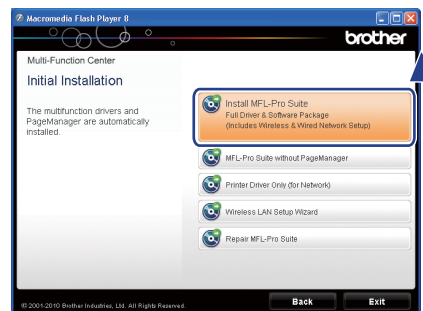 Macromedia Flash Player 8
brother
Multi-Function Center
Initial Installation
The multifunction drivers and
PageManager are automatically
installed.
Install MFL-Pro Suite
Full Driver & Software Package
(Includes Wireless & Wired Network Setup)
MFL-Pro Suite without PageManager
Printer Driver Only (for Network)
Wireless LAN Setup Wizard
Repair MFL-Pro Suite
© 2001-2010 Brother Industries, Ltd. All Rights Reserved.
Back
Exit